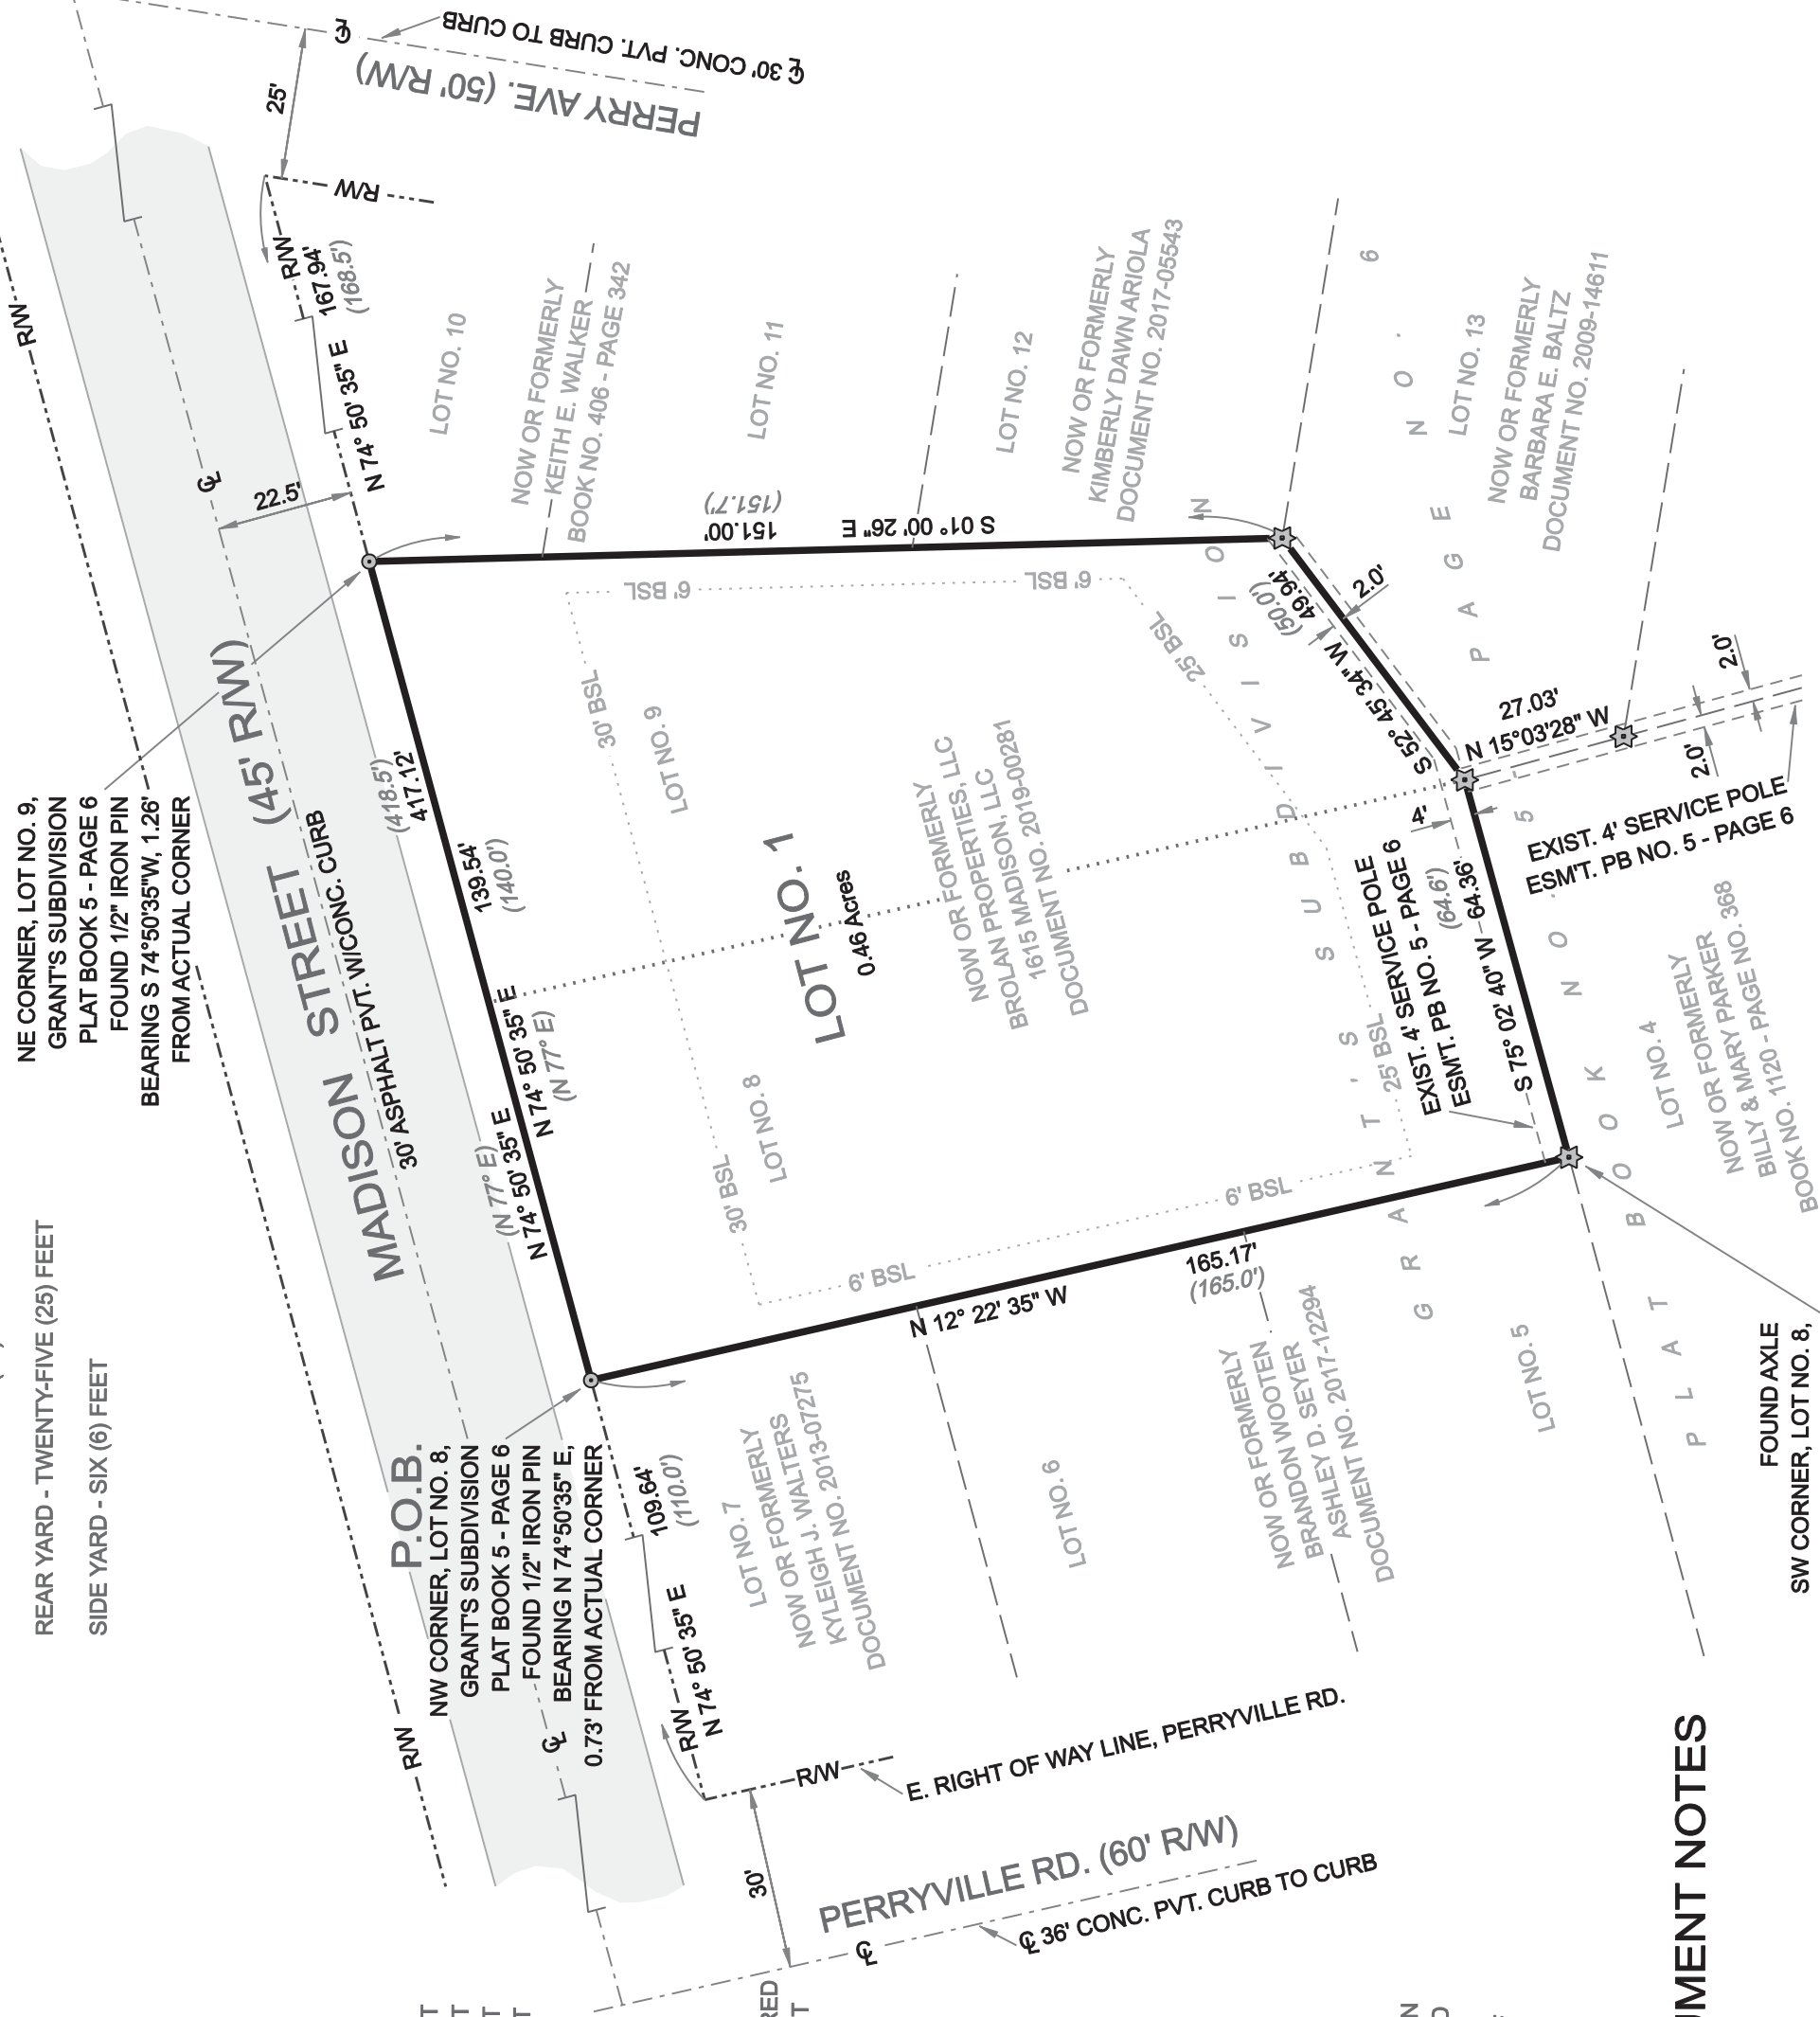 REAR YARD - TWENTY-FIVE (25) FEET
SIDE YARD - SIX (6) FEET
NE CORNER, LOT NO. 9,
GRANT'S SUBDIVISION
PLAT BOOK 5 - PAGE 6
FOUND 1/2" IRON PIN
BEARING S 74°50'35"W, 1.26'
FROM ACTUAL CORNER
R/W
R/W
25'
℄
PERRY AVE. (50' R/W)
℄ 30' CONC. PVT. CURB TO CURB
R/W
R/W
167.94'
(168.5')
N 74° 50' 35" E
22.5'
℄
MADISON STREET (45' R/W)
30' ASPHALT PVT. W/CONC. CURB
(418.5')
417.12'
139.54'
(140.0')
(N 77° E)
N 74° 50' 35" E
N 74° 50' 35" E
(N 77° E)
P.O.B.
NW CORNER, LOT NO. 8,
GRANT'S SUBDIVISION
PLAT BOOK 5 - PAGE 6
FOUND 1/2" IRON PIN
BEARING N 74°50'35" E,
0.73' FROM ACTUAL CORNER
℄
109.64'
(110.0')
R/W
N 74° 50' 35" E
R/W
E. RIGHT OF WAY LINE, PERRYVILLE RD.
30'
PERRYVILLE RD. (60' R/W)
℄
℄ 36' CONC. PVT. CURB TO CURB
LOT NO. 10
NOW OR FORMERLY
KEITH E. WALKER
BOOK NO. 406 - PAGE 342
LOT NO. 11
LOT NO. 12
NOW OR FORMERLY
KIMBERLY DAWN ARIOLA
DOCUMENT NO. 2017-05543
LOT NO. 13
NOW OR FORMERLY
BARBARA E. BALTZ
DOCUMENT NO. 2009-14611
(151.7')
151.00'
S 01° 00' 26" E
6' BSL
6' BSL
30' BSL
30' BSL
25' BSL
25' BSL
6' BSL
6' BSL
LOT NO. 9
LOT NO. 8
LOT NO. 1
0.46 Acres
NOW OR FORMERLY
BROLAN PROPERTIES, LLC
1615 MADISON, LLC
DOCUMENT NO. 2019-00281
GRANT'S SUBDIVISION
PLAT BOOK NO. 5 PAGE NO. 6
(50.0')
49.94'
S 52° 45' 34" W
2.0'
N 15°03'28" W
27.03'
2.0'
2.0'
4'
EXIST. 4' SERVICE POLE
ESM'T. PB NO. 5 - PAGE 6
EXIST. 4' SERVICE POLE
ESM'T. PB NO. 5 - PAGE 6
(64.6')
S 75° 02' 40" W 64.36'
N 12° 22' 35" W
165.17'
(165.0')
LOT NO. 7
NOW OR FORMERLY
KYLEIGH J. WALTERS
DOCUMENT NO. 2013-07275
LOT NO. 6
NOW OR FORMERLY
BRANDON WOOTEN
ASHLEY D. SEYER
DOCUMENT NO. 2017-12294
LOT NO. 5
LOT NO. 4
NOW OR FORMERLY
BILLY & MARY PARKER
BOOK NO. 1120 - PAGE NO. 368
FOUND AXLE
SW CORNER, LOT NO. 8,
UMENT NOTES